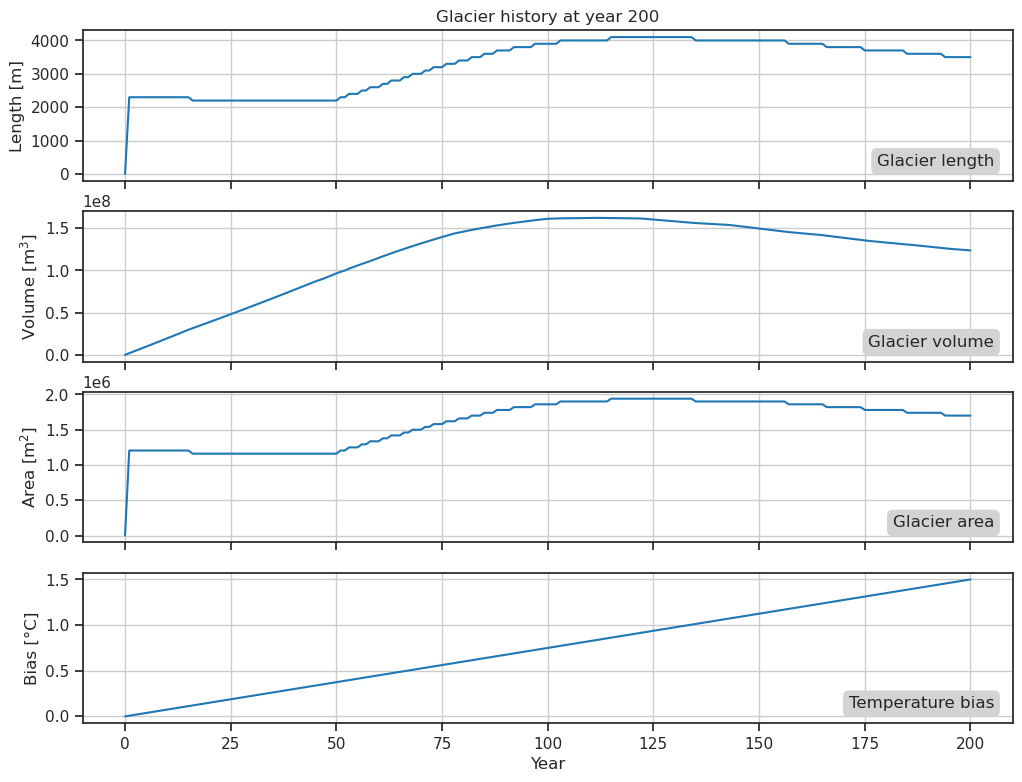 Glacier history at year 200
Length [m]
4000
3000
2000
1000
0
Glacier length
1e8
Volume [m³]
1.5
1.0
0.5
0.0
Glacier volume
1e6
Area [m²]
2.0
1.5
1.0
0.5
0.0
Glacier area
Bias [°C]
1.5
1.0
0.5
0.0
Temperature bias
0 25 50 75 100 125 150 175 200
Year